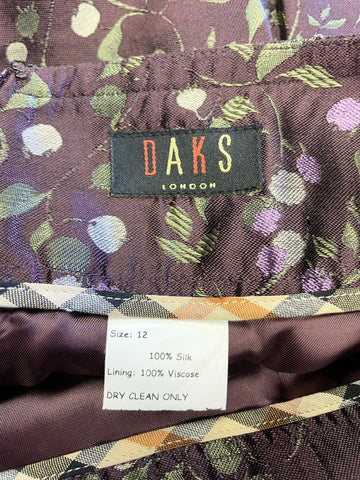 DAKS
LONDON
Size: 12
100% Silk
Lining: 100% Viscose
DRY CLEAN ONLY